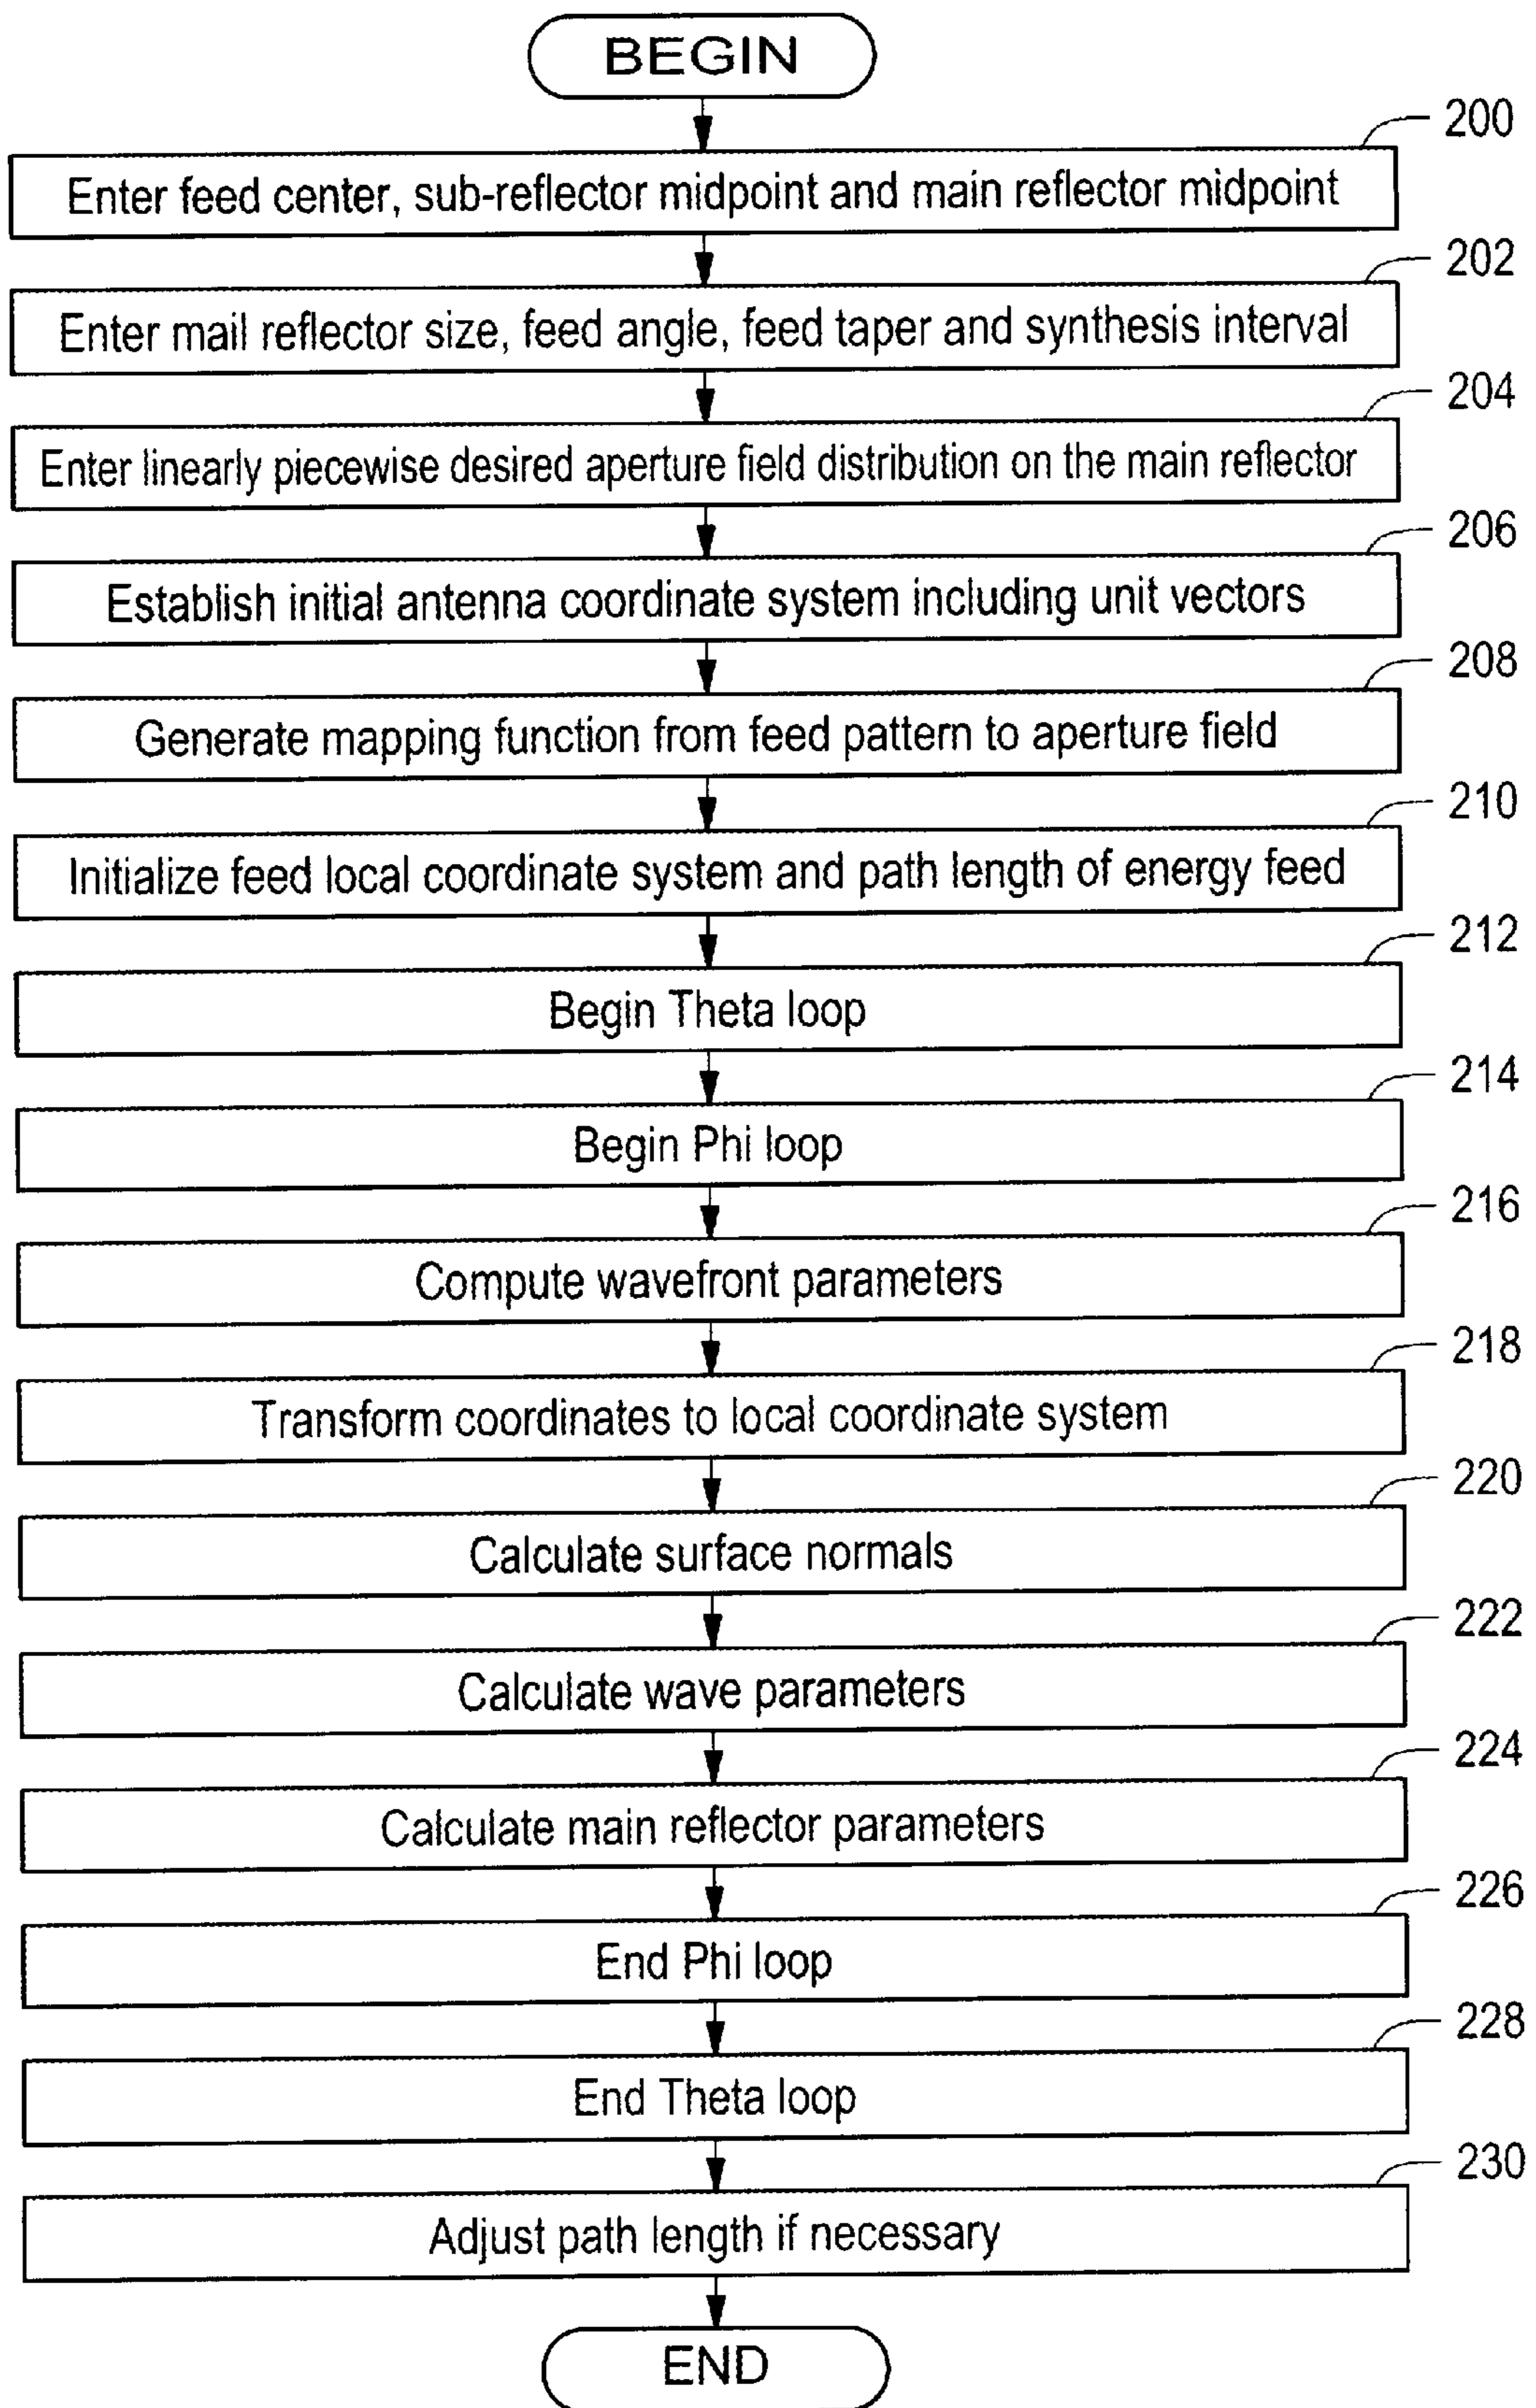 BEGIN
200
Enter feed center, sub-reflector midpoint and main reflector midpoint
202
Enter mail reflector size, feed angle, feed taper and synthesis interval
204
Enter linearly piecewise desired aperture field distribution on the main reflector
206
Establish initial antenna coordinate system including unit vectors
208
Generate mapping function from feed pattern to aperture field
210
Initialize feed local coordinate system and path length of energy feed
212
Begin Theta loop
214
Begin Phi loop
216
Compute wavefront parameters
218
Transform coordinates to local coordinate system
220
Calculate surface normals
222
Calculate wave parameters
224
Calculate main reflector parameters
226
End Phi loop
228
End Theta loop
230
Adjust path length if necessary
END